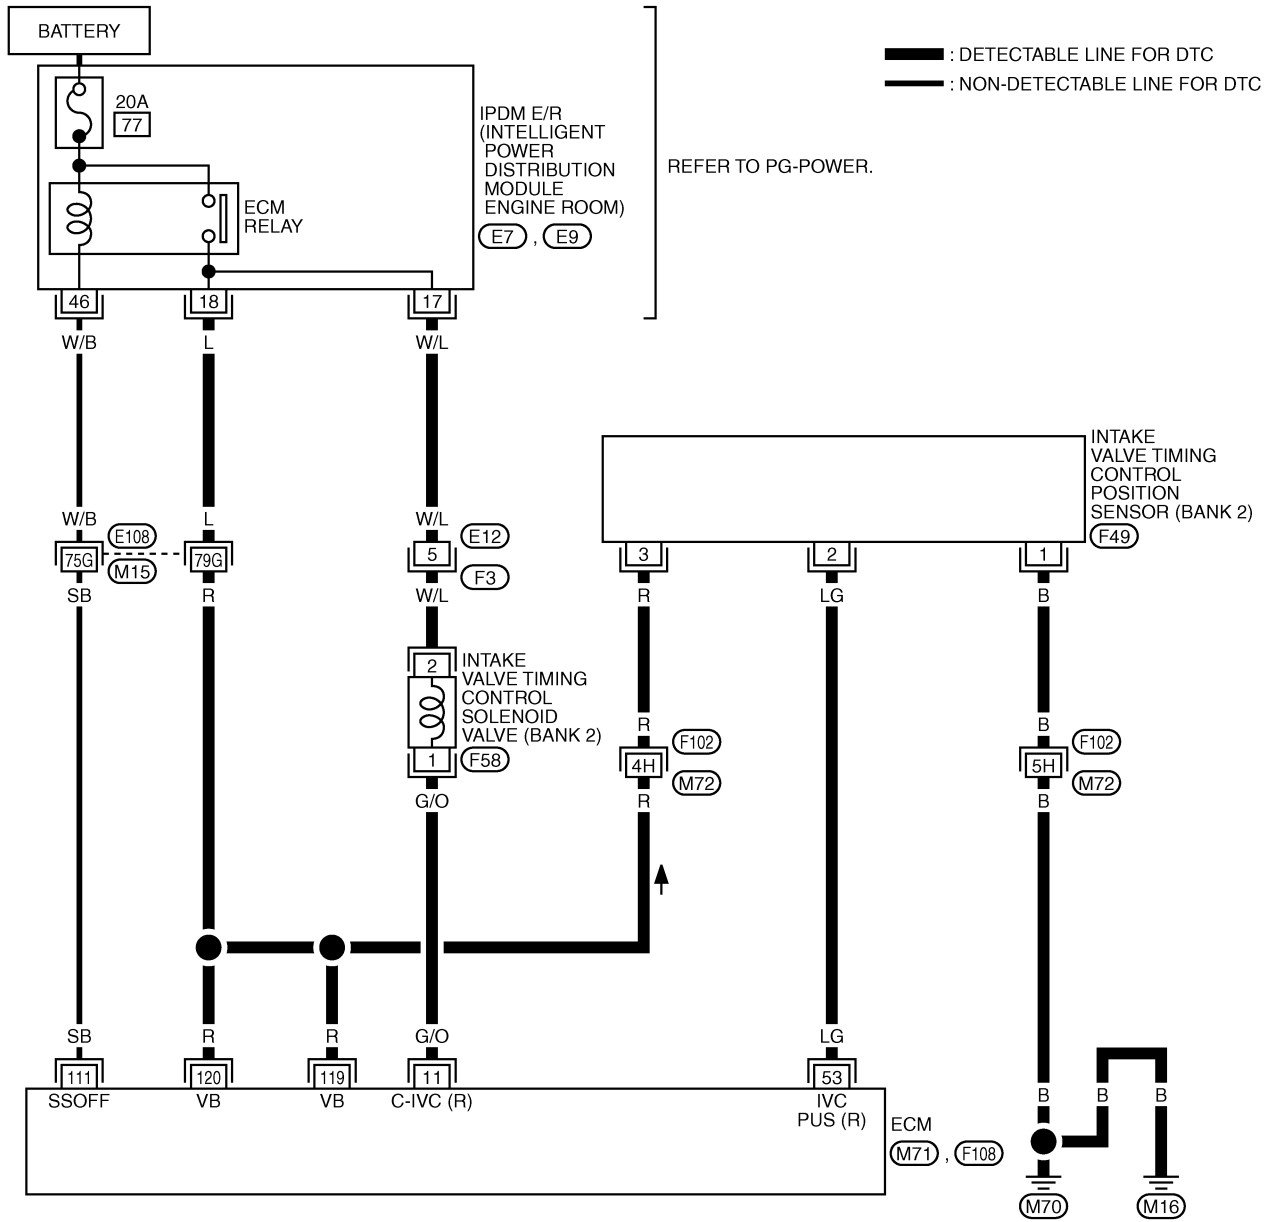 BATTERY
: DETECTABLE LINE FOR DTC
: NON-DETECTABLE LINE FOR DTC
20A
77
IPDM E/R
(INTELLIGENT
POWER
DISTRIBUTION
MODULE
ENGINE ROOM)
E7 , E9
REFER TO PG-POWER.
ECM
RELAY
46 18 17
W/B L W/L
INTAKE
VALVE TIMING
CONTROL
POSITION
SENSOR (BANK 2)
F49
W/B L W/L
E108 E12
75G 79G 5 3 2 1
M15 F3
SB R W/L R LG B
2
INTAKE
VALVE TIMING
CONTROL
SOLENOID
VALVE (BANK 2)
1 F58
R B
F102 F102
4H 5H
M72 M72
G/O R B
SB R R G/O LG
111 120 119 11 53
SSOFF VB VB C-IVC (R) IVC
PUS (R)
B B B
ECM
M71 , F108
M70 M16